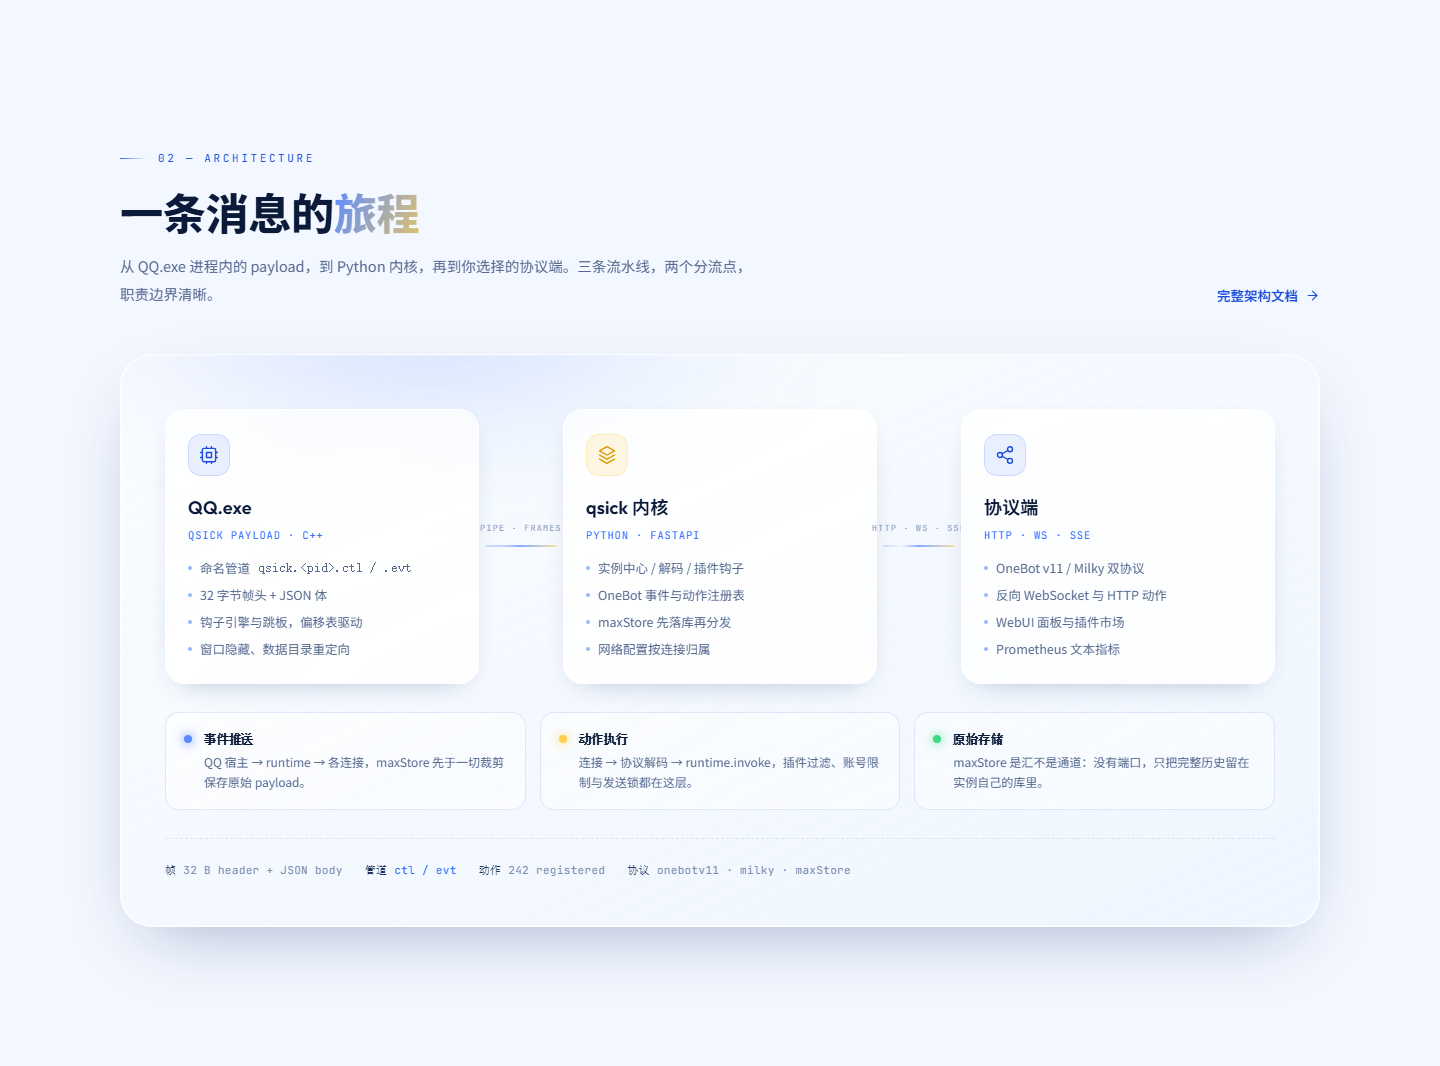 02 — ARCHITECTURE
一条消息的旅程
从 QQ.exe 进程内的 payload，到 Python 内核，再到你选择的协议端。三条流水线，两个分流点，
职责边界清晰。
完整架构文档 →
QQ.exe
QSICK PAYLOAD · C++
命名管道 qsick.<pid>.ctl / .evt
32 字节帧头 + JSON 体
钩子引擎与跳板，偏移表驱动
窗口隐藏、数据目录重定向
PIPE · FRAMES
qsick 内核
PYTHON · FASTAPI
实例中心 / 解码 / 插件钩子
OneBot 事件与动作注册表
maxStore 先落库再分发
网络配置按连接归属
HTTP · WS · SSE
协议端
HTTP · WS · SSE
OneBot v11 / Milky 双协议
反向 WebSocket 与 HTTP 动作
WebUI 面板与插件市场
Prometheus 文本指标
事件推送
QQ 宿主 → runtime → 各连接，maxStore 先于一切裁剪
保存原始 payload。
动作执行
连接 → 协议解码 → runtime.invoke，插件过滤、账号限
制与发送锁都在这层。
原始存储
maxStore 是汇不是通道：没有端口，只把完整历史留在
实例自己的库里。
帧 32 B header + JSON body 管道 ctl / evt 动作 242 registered 协议 onebotv11 · milky · maxStore